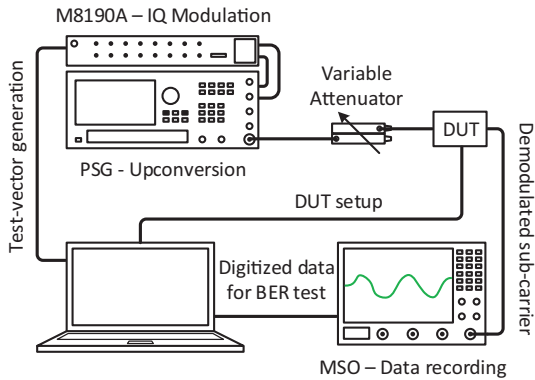 M8190A – IQ Modulation
Variable
Attenuator
DUT
PSG - Upconversion
Test-vector generation
DUT setup
Demodulated sub-carrier
Digitized data
for BER test
MSO – Data recording